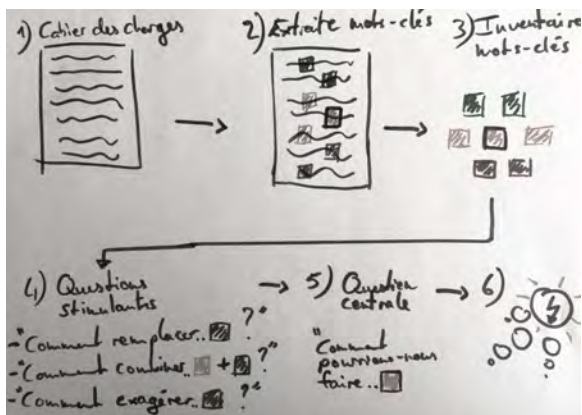 1) Cahier des charges
2) Extraire mots-clés
3) Inventaire
mots-clés
4) Questions
stimulantes
-"Comment remplacer.. ?"
-"Comment combiner.. + ?"
-"Comment exagérer.. ?"
5) Question
centrale
"Comment
pourrions-nous
faire..
6)